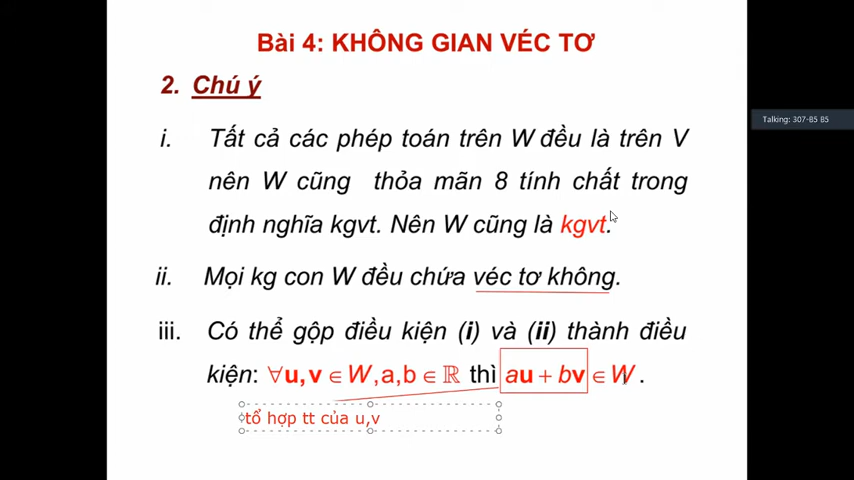 Bài 4: KHÔNG GIAN VÉC TƠ
2. Chú ý
Talking: 307-B5 B5
i. Tất cả các phép toán trên W đều là trên V
nên W cũng thỏa mãn 8 tính chất trong
định nghĩa kgvt. Nên W cũng là kgvt.
ii. Mọi kg con W đều chứa véc tơ không.
iii. Có thể gộp điều kiện (i) và (ii) thành điều
kiện: ∀u,v ∈ W,a,b ∈ ℝ thì au + bv ∈ W .
tổ hợp tt của u,v